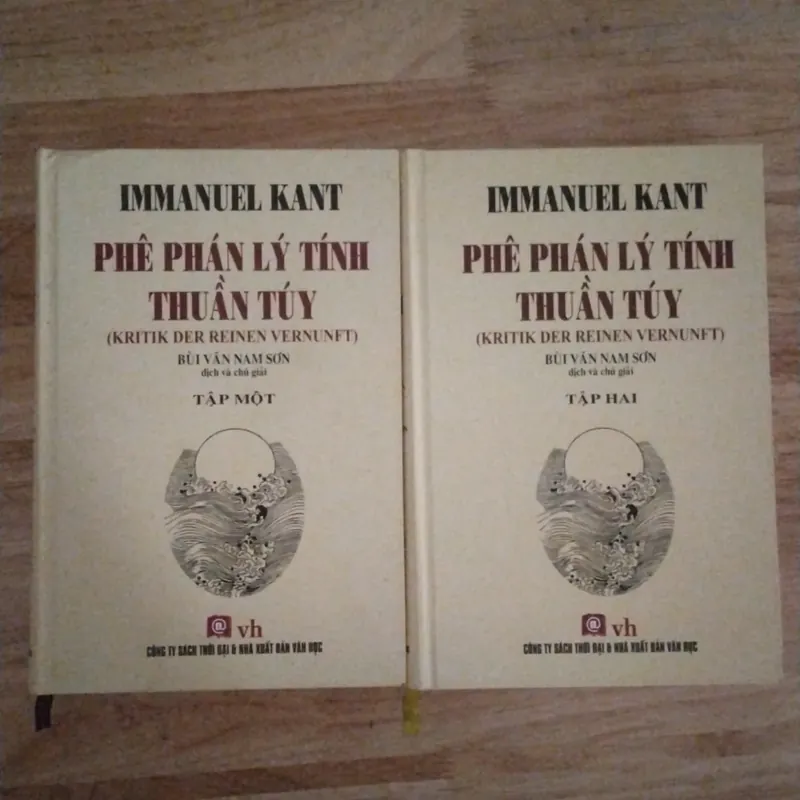 IMMANUEL KANT
PHÊ PHÁN LÝ TÍNH
THUẦN TÚY
(KRITIK DER REINEN VERNUNFT)
BÙI VĂN NAM SƠN
dịch và chú giải
TẬP MỘT
@ vh
CÔNG TY SÁCH THỜI ĐẠI & NHÀ XUẤT BẢN VĂN HỌC
IMMANUEL KANT
PHÊ PHÁN LÝ TÍNH
THUẦN TÚY
(KRITIK DER REINEN VERNUNFT)
BÙI VĂN NAM SƠN
dịch và chú giải
TẬP HAI
@ vh
CÔNG TY SÁCH THỜI ĐẠI & NHÀ XUẤT BẢN VĂN HỌC